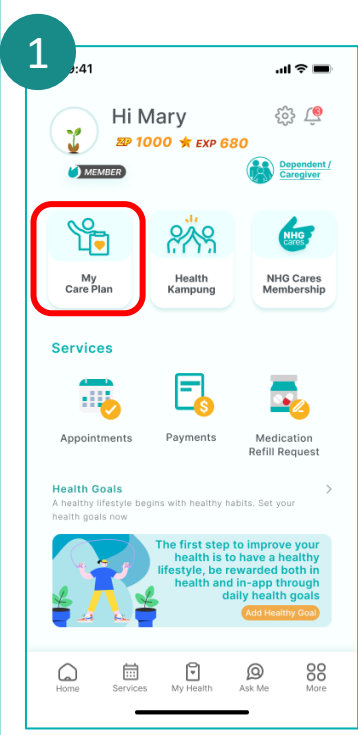 1
9:41
Hi Mary
ZP 1000 EXP 680
MEMBER
Dependent /
Caregiver
3
My
Care Plan
Health
Kampung
NHG
cares
NHG Cares
Membership
Services
Appointments
Payments
Medication
Refill Request
Health Goals
A healthy lifestyle begins with healthy habits. Set your
health goals now
The first step to improve your
health is to have a healthy
lifestyle, be rewarded both in
health and in-app through
daily health goals
Add Healthy Goal
Home Services My Health Ask Me More